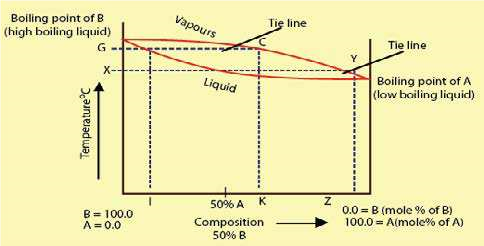 Boiling point of B
(high boiling liquid)
Vapours
Tie line
G
C
Tie line
Y
X
Liquid
Boiling point of A
(low boiling liquid)
Temperature°C
I
50% A
K
Z
B = 100.0
A = 0.0
Composition
50% B
0.0 = B (mole % of B)
100.0 = A(mole% of A)